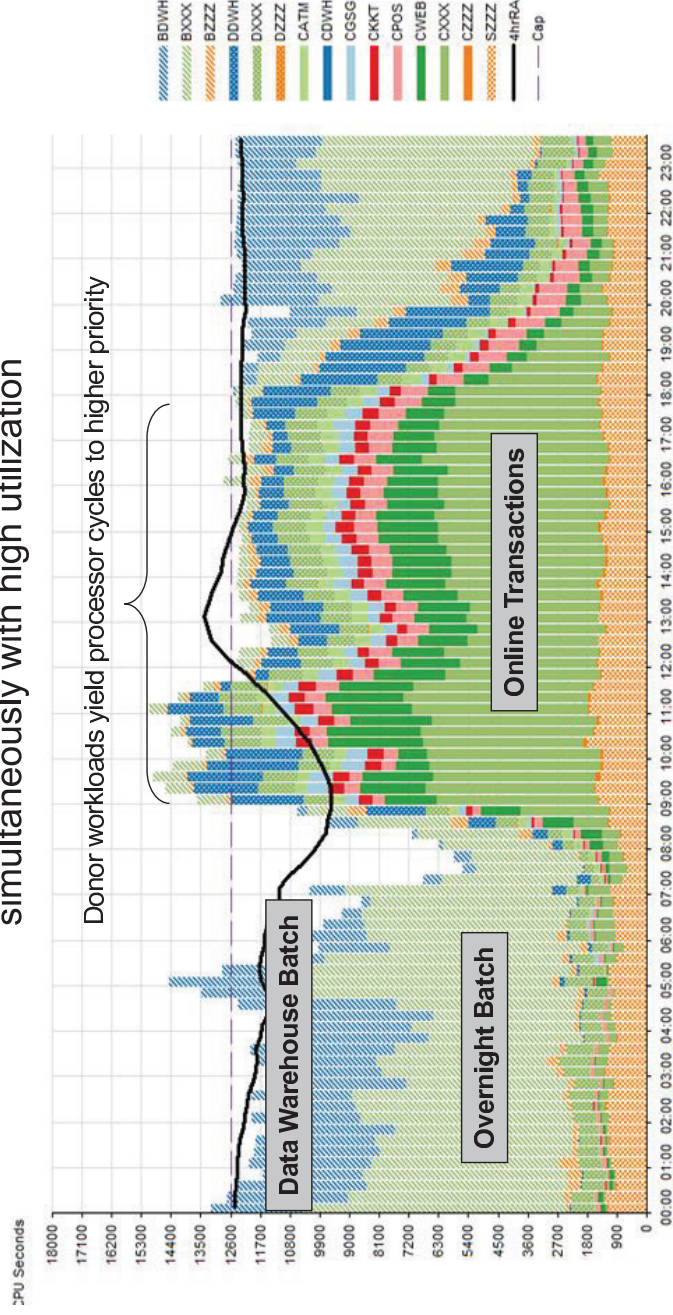 simultaneously with high utilization
Donor workloads yield processor cycles to higher priority
CPU Seconds
18000
17100
16200
15300
14400
13500
12600
11700
10800
9900
9000
8100
7200
6300
5400
4500
3600
2700
1800
900
0
Data Warehouse Batch
Overnight Batch
Online Transactions
00:00 01:00 02:00 03:00 04:00 05:00 06:00 07:00 08:00 09:00 10:00 11:00 12:00 13:00 14:00 15:00 16:00 17:00 18:00 19:00 20:00 21:00 22:00 23:00
BDWH
BXXX
BZZZ
DDWH
DXXX
DZZZ
CATM
CDWH
CGSG
CKKT
CPOS
CWEB
CXXX
CZZZ
SZZZ
4hrRA
Cap